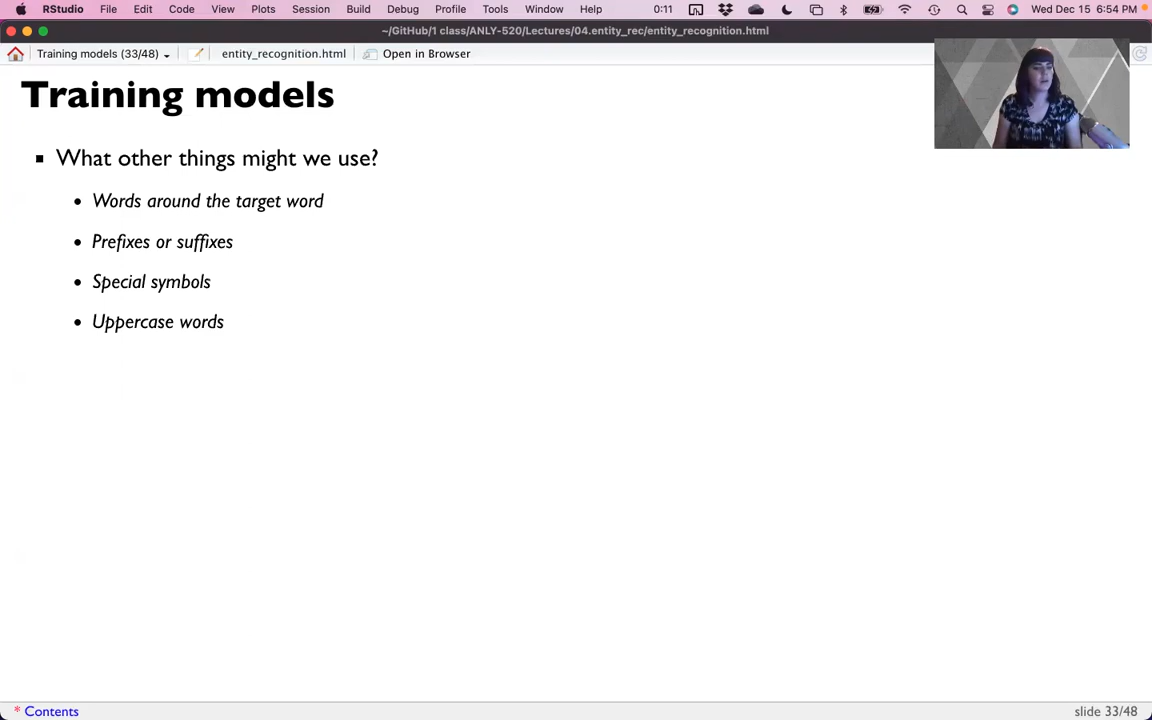 RStudio File Edit Code View Plots Session Build Debug Profile Tools Window Help 0:11 Wed Dec 15 6:54 PM
~/GitHub/1 class/ANLY-520/Lectures/04.entity_rec/entity_recognition.html
Training models (33/48) entity_recognition.html Open in Browser
Training models
What other things might we use?
Words around the target word
Prefixes or suffixes
Special symbols
Uppercase words
* Contents slide 33/48